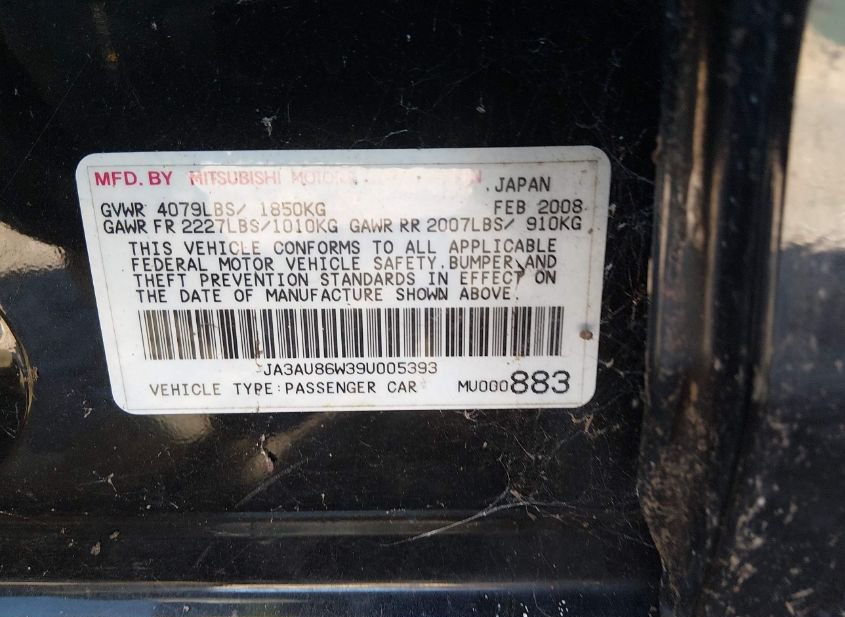 MFD. BY MITSUBISHI MOTORS JAPAN
GVWR 4079LBS/ 1850KG FEB 2008
GAWR FR 2227LBS/1010KG GAWR RR 2007LBS/ 910KG
THIS VEHICLE CONFORMS TO ALL APPLICABLE
FEDERAL MOTOR VEHICLE SAFETY, BUMPER AND
THEFT PREVENTION STANDARDS IN EFFECT ON
THE DATE OF MANUFACTURE SHOWN ABOVE.
JA3AU86W39U005393
VEHICLE TYPE:PASSENGER CAR MU000883